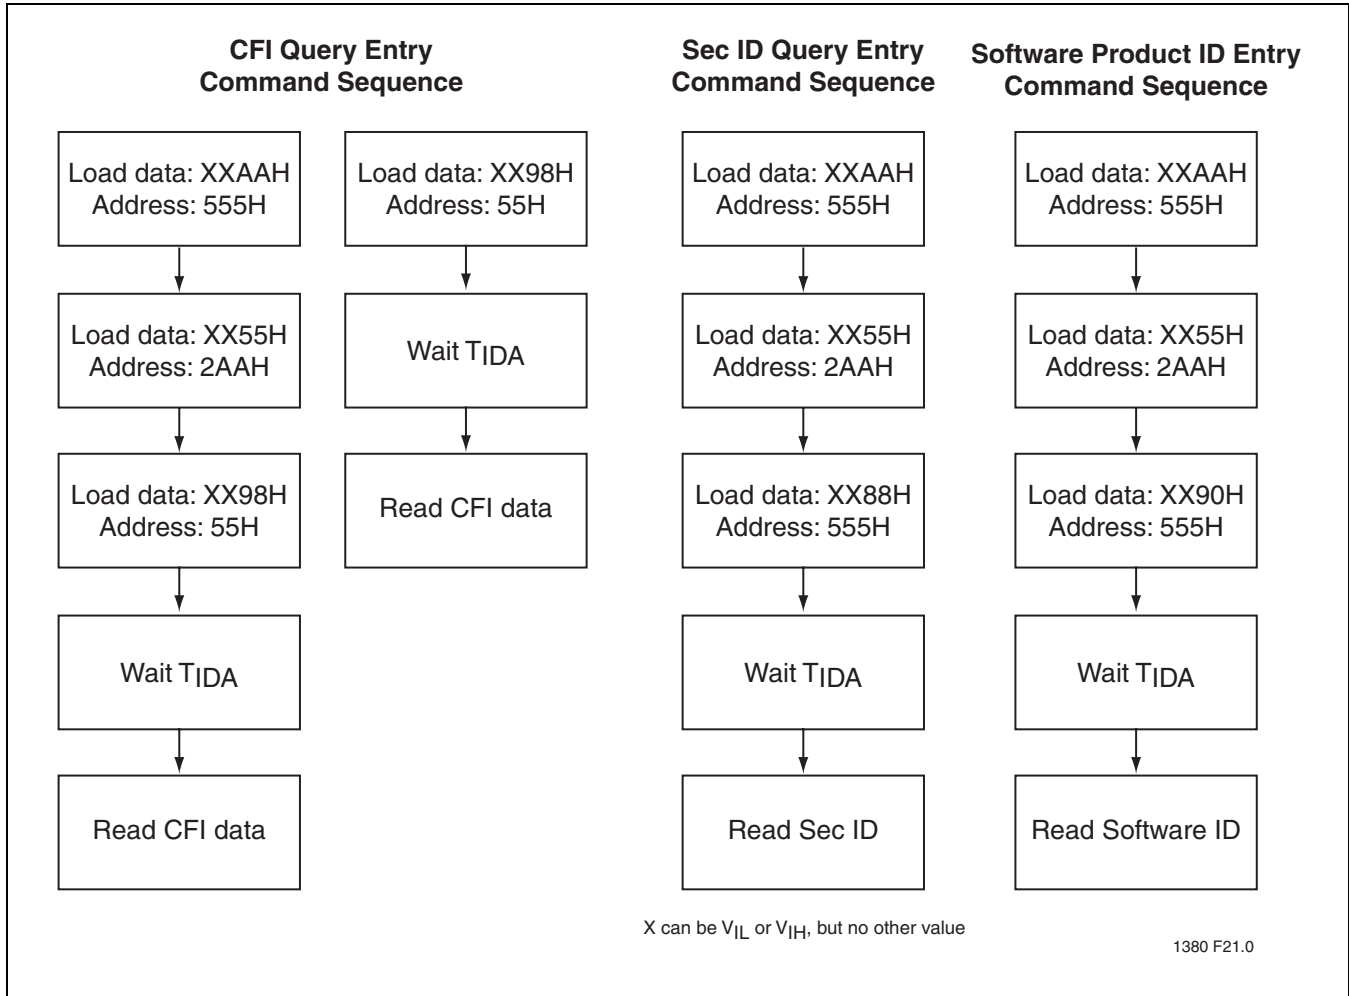 CFI Query Entry
Command Sequence
Load data: XXAAH
Address: 555H
Load data: XX55H
Address: 2AAH
Load data: XX98H
Address: 55H
Wait TIDA
Read CFI data
Load data: XX98H
Address: 55H
Wait TIDA
Read CFI data
Sec ID Query Entry
Command Sequence
Load data: XXAAH
Address: 555H
Load data: XX55H
Address: 2AAH
Load data: XX88H
Address: 555H
Wait TIDA
Read Sec ID
Software Product ID Entry
Command Sequence
Load data: XXAAH
Address: 555H
Load data: XX55H
Address: 2AAH
Load data: XX90H
Address: 555H
Wait TIDA
Read Software ID
X can be VIL or VIH, but no other value
1380 F21.0